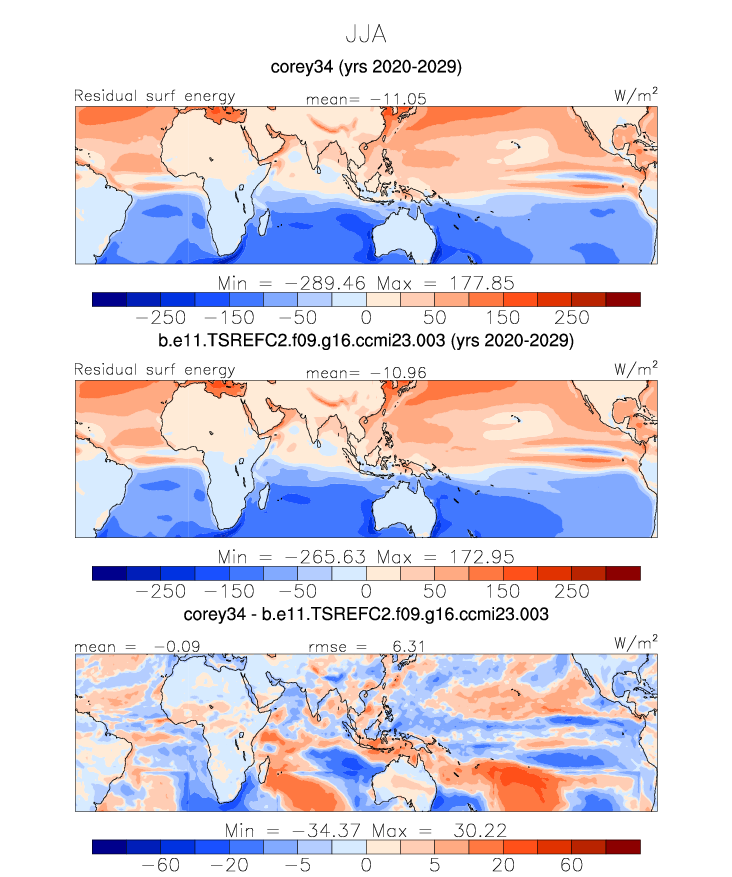 JJA
corey34 (yrs 2020-2029)
Residual surf energy mean= −11.05 W/m²
Min = −289.46 Max = 177.85
−250 −150 −50 0 50 150 250
b.e11.TSREFC2.f09.g16.ccmi23.003 (yrs 2020-2029)
Residual surf energy mean= −10.96 W/m²
Min = −265.63 Max = 172.95
−250 −150 −50 0 50 150 250
corey34 - b.e11.TSREFC2.f09.g16.ccmi23.003
mean = −0.09 rmse = 6.31 W/m²
Min = −34.37 Max = 30.22
−60 −20 −5 0 5 20 60